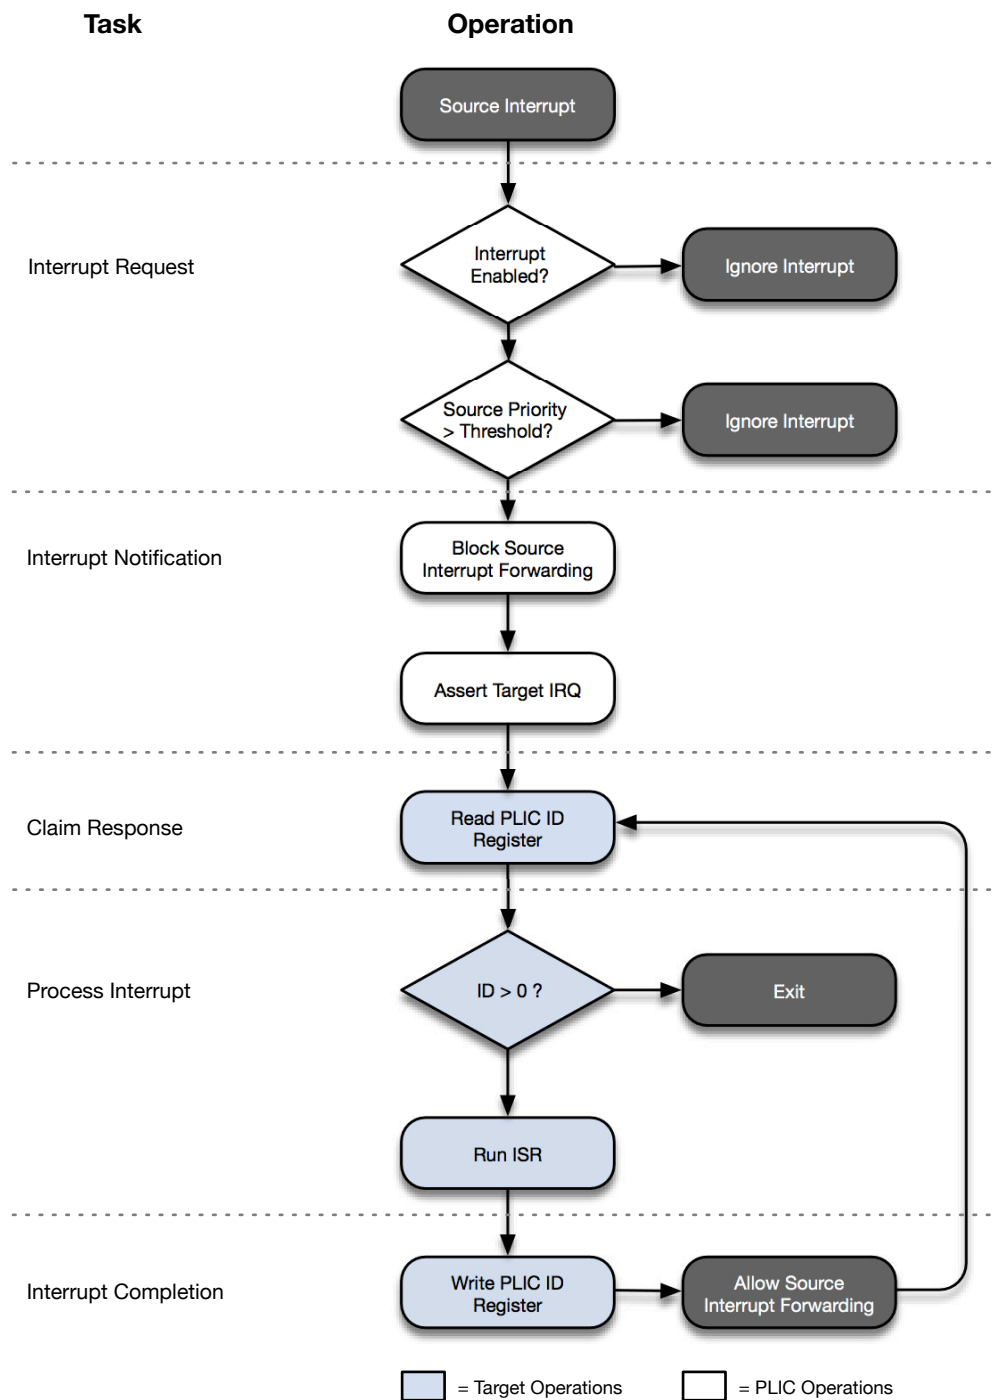 Task
Operation
Source Interrupt
Interrupt Request
Interrupt
Enabled?
Ignore Interrupt
Source Priority
> Threshold?
Ignore Interrupt
Interrupt Notification
Block Source
Interrupt Forwarding
Assert Target IRQ
Claim Response
Read PLIC ID
Register
Process Interrupt
ID > 0 ?
Exit
Run ISR
Interrupt Completion
Write PLIC ID
Register
Allow Source
Interrupt Forwarding
= Target Operations
= PLIC Operations